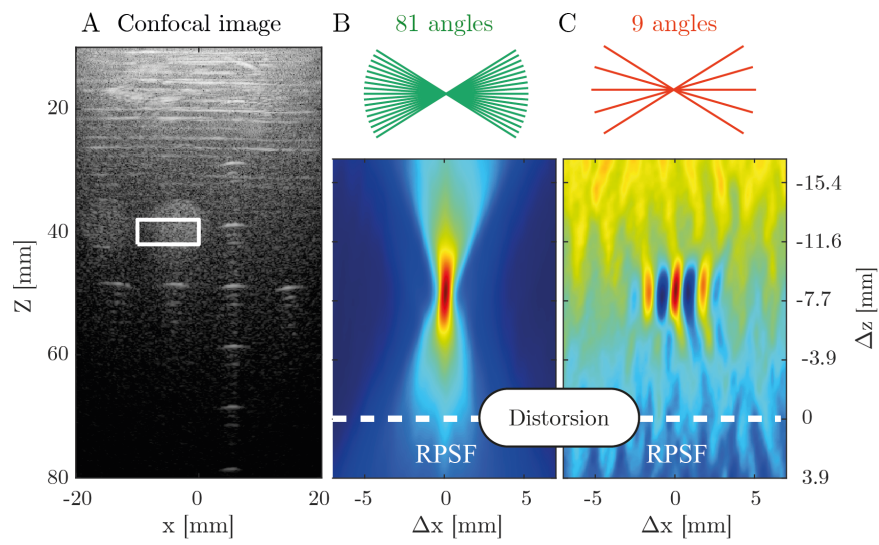 A Confocal image
B 81 angles
C 9 angles
20
40
60
80
Z [mm]
-20
0
20
x [mm]
Distorsion
RPSF
RPSF
-5
0
5
Δx [mm]
-5
0
5
Δx [mm]
-15.4
-11.6
-7.7
-3.9
0
3.9
Δz [mm]